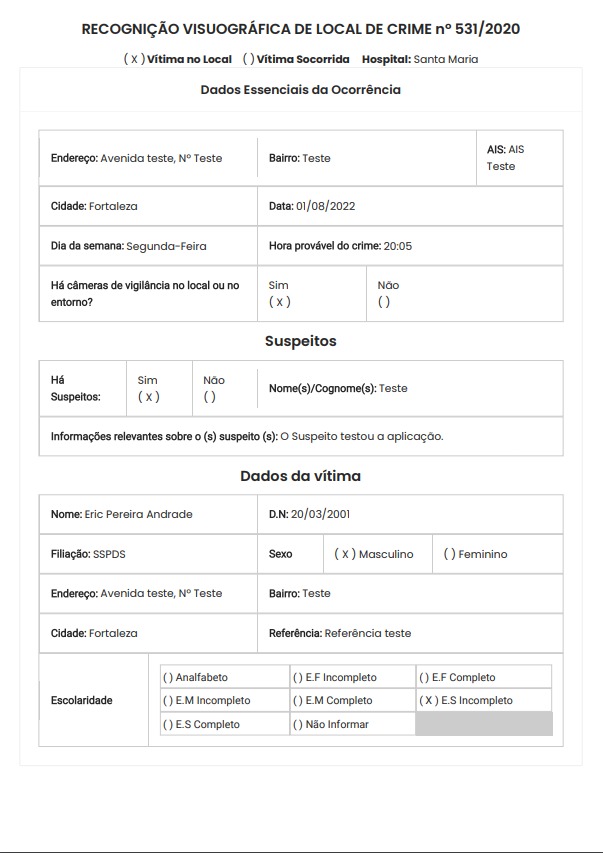 RECOGNIÇÃO VISUOGRÁFICA DE LOCAL DE CRIME nº 531/2020
( X ) Vítima no Local ( ) Vítima Socorrida Hospital: Santa Maria
Dados Essenciais da Ocorrência
Endereço: Avenida teste, Nº Teste Bairro: Teste AIS: AIS
Teste
Cidade: Fortaleza Data: 01/08/2022
Dia da semana: Segunda-Feira Hora provável do crime: 20:05
Há câmeras de vigilância no local ou no Sim Não
entorno? ( X ) ( )
Suspeitos
Há Sim Não Nome(s)/Cognome(s): Teste
Suspeitos: ( X ) ( )
Informações relevantes sobre o (s) suspeito (s): O Suspeito testou a aplicação.
Dados da vítima
Nome: Eric Pereira Andrade D.N: 20/03/2001
Filiação: SSPDS Sexo ( X ) Masculino ( ) Feminino
Endereço: Avenida teste, Nº Teste Bairro: Teste
Cidade: Fortaleza Referência: Referência teste
( ) Analfabeto ( ) E.F Incompleto ( ) E.F Completo
Escolaridade ( ) E.M Incompleto ( ) E.M Completo ( X ) E.S Incompleto
( ) E.S Completo ( ) Não Informar